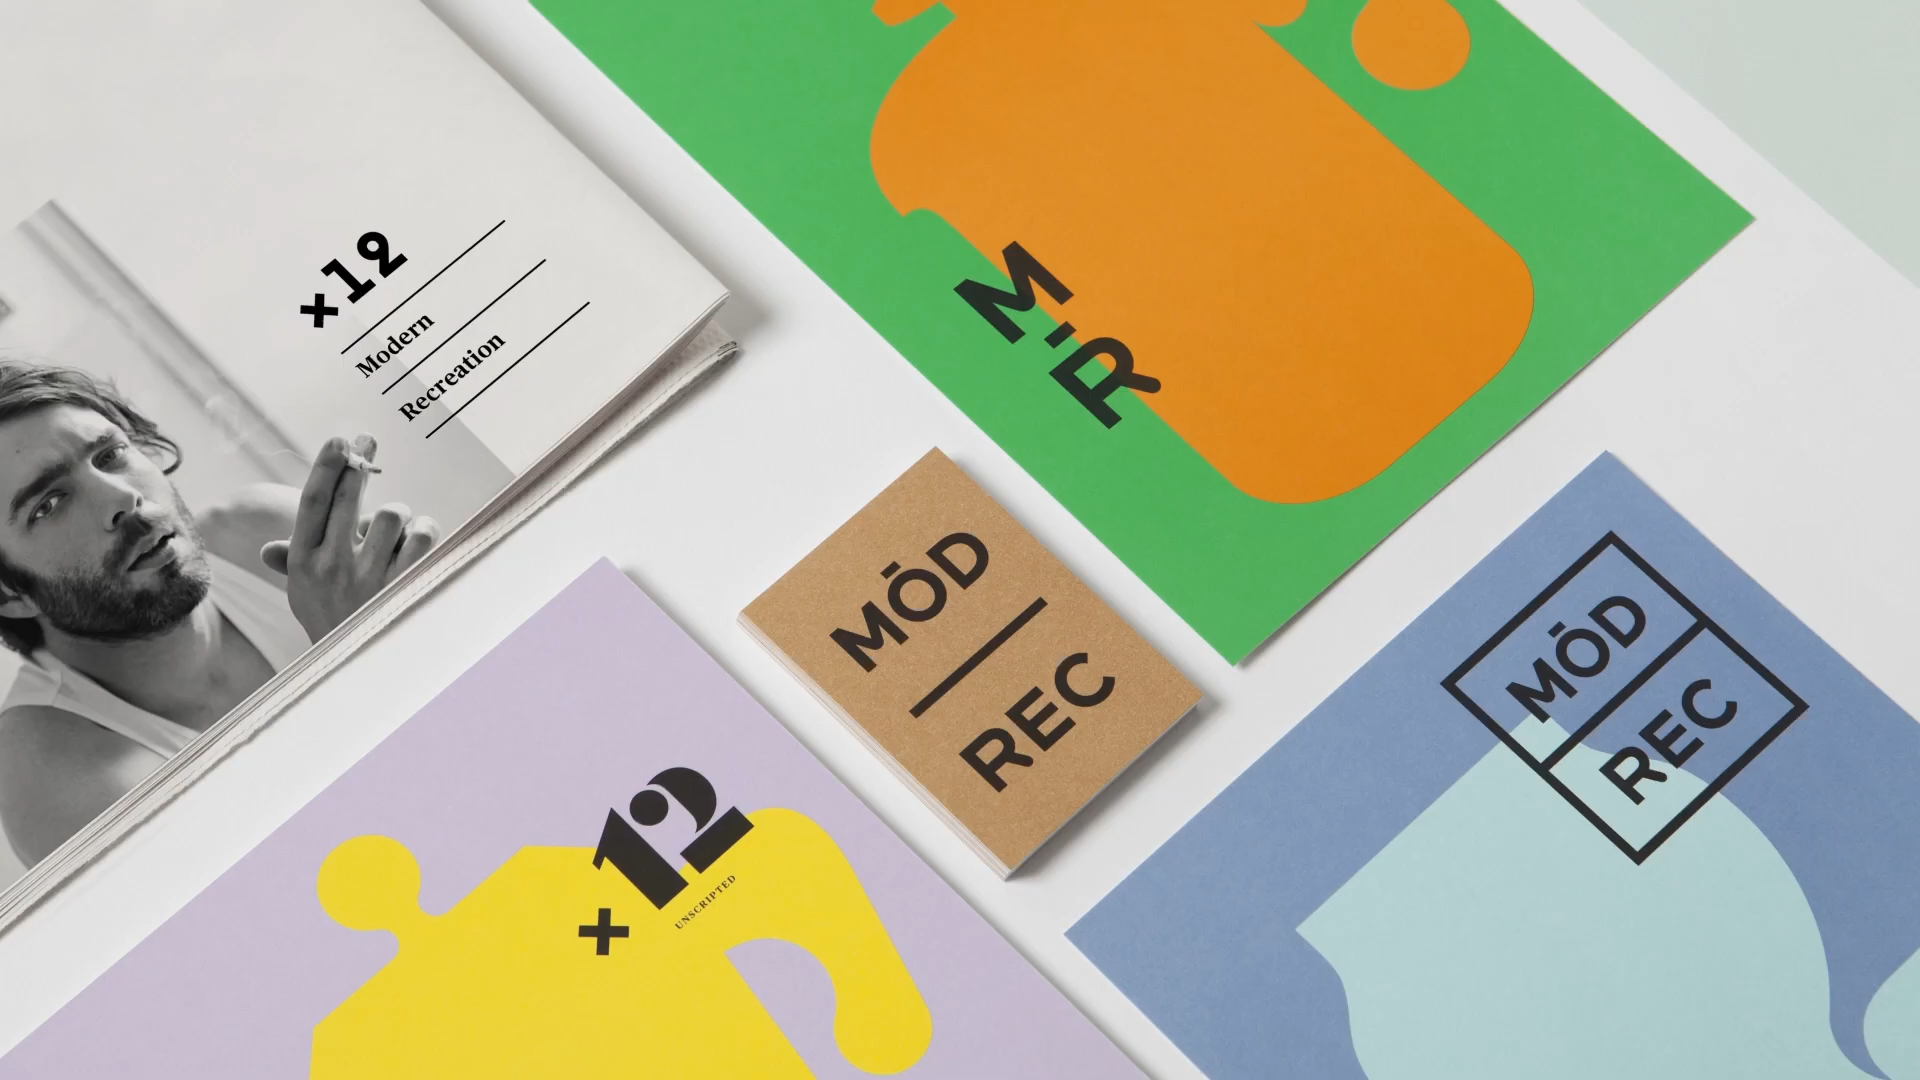 ×12
Modern
Recreation
M
R
MŌD
REC
MŌD
REC
×12
UNSCRIPTED